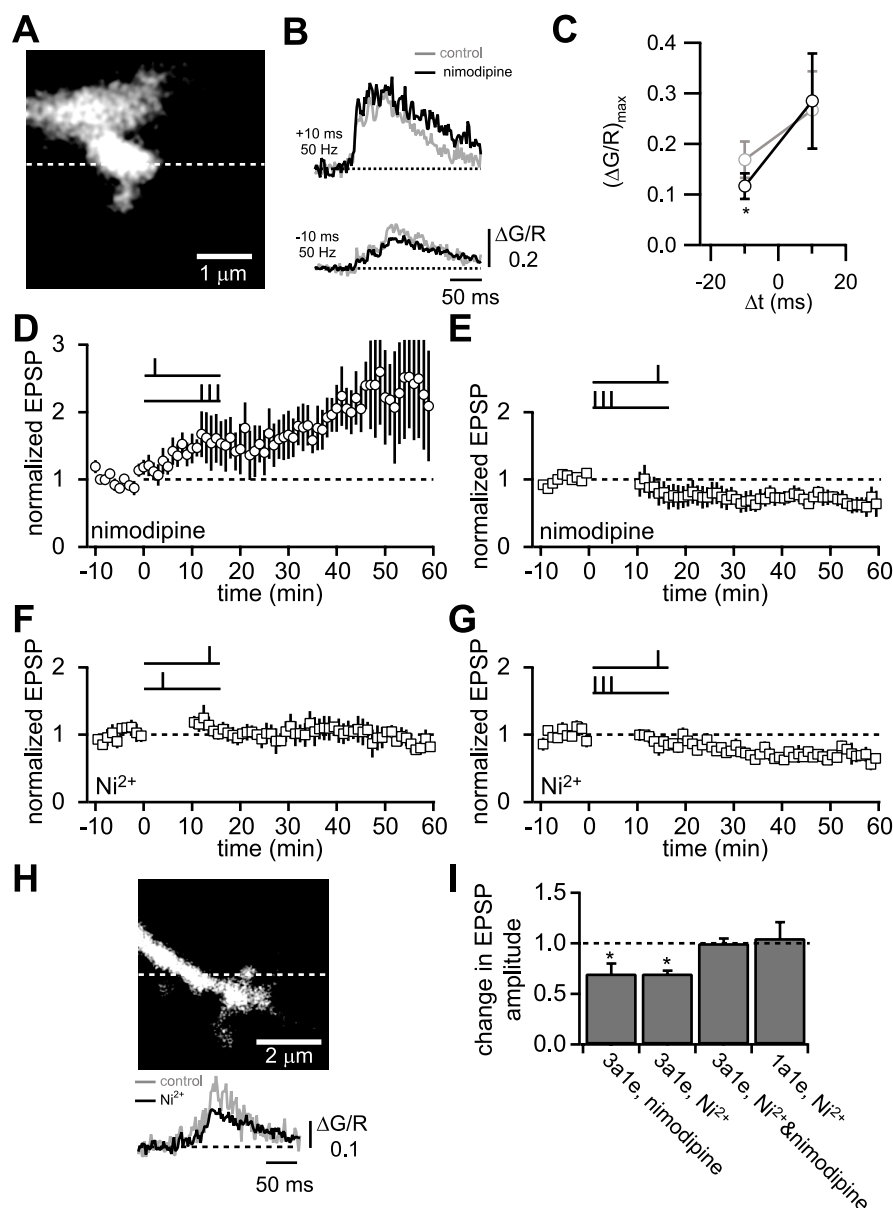 A
1 μm
B
control
nimodipine
+10 ms
50 Hz
-10 ms
50 Hz
ΔG/R
0.2
50 ms
C
(ΔG/R)max
0.4
0.3
0.2
0.1
0.0
*
-20 0 20
Δt (ms)
D
normalized EPSP
3
2
1
0
nimodipine
-10 0 10 20 30 40 50 60
time (min)
E
normalized EPSP
2
1
0
nimodipine
-10 0 10 20 30 40 50 60
time (min)
F
normalized EPSP
2
1
0
Ni²⁺
-10 0 10 20 30 40 50 60
time (min)
G
normalized EPSP
2
1
0
Ni²⁺
-10 0 10 20 30 40 50 60
time (min)
H
2 μm
control
Ni²⁺
ΔG/R
0.1
50 ms
I
change in EPSP
amplitude
1.5
1.0
0.5
0.0
* *
3a1e, nimodipine
3a1e, Ni²⁺
3a1e, Ni²⁺&nimodipine
1a1e, Ni²⁺